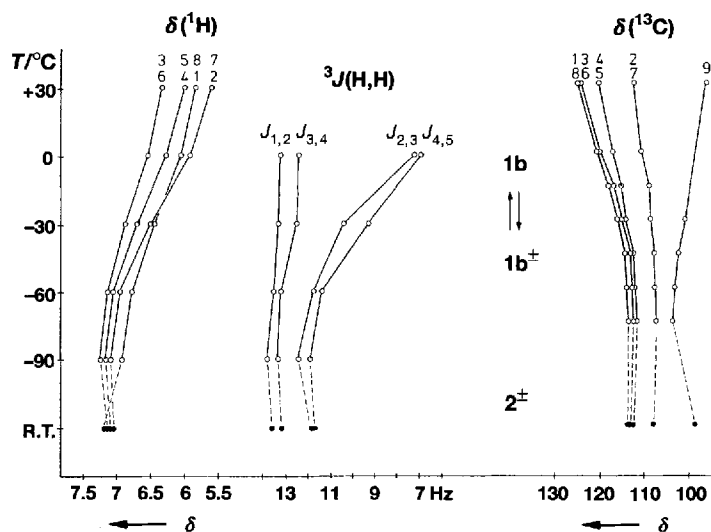 δ(¹H)
δ(¹³C)
³J(H,H)
T/°C
3 5 8 7
6 4 1 2
1 3 4 2 9
8 6 5 7
+30
0
−30
−60
−90
R.T.
J₁,₂ J₃,₄ J₂,₃ J₄,₅
1b
1b±
2±
7.5 7 6.5 6 5.5
13 11 9 7 Hz
130 120 110 100
δ
δ